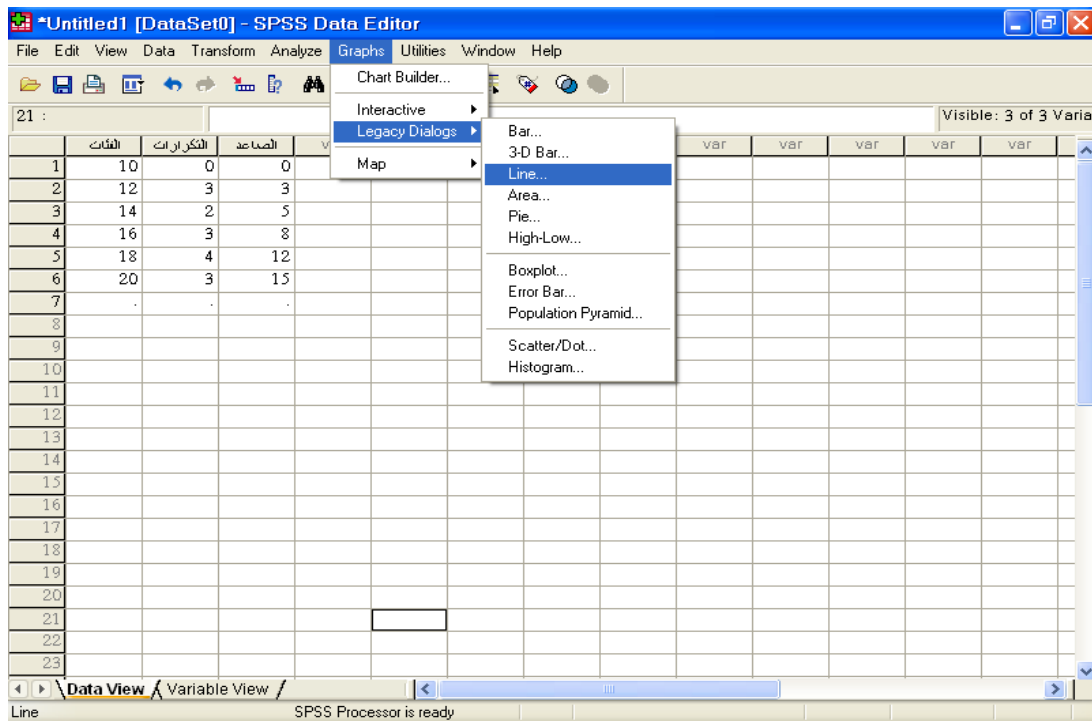 *Untitled1 [DataSet0] - SPSS Data Editor
File Edit View Data Transform Analyze Graphs Utilities Window Help
Chart Builder...
Interactive
Legacy Dialogs
Map
Bar...
3-D Bar...
Line...
Area...
Pie...
High-Low...
Boxplot...
Error Bar...
Population Pyramid...
Scatter/Dot...
Histogram...
21 :
Visible: 3 of 3 Varia
الفئات التكرارات الصاعد v var var var var var
1 10 0 0
2 12 3 3
3 14 2 5
4 16 3 8
5 18 4 12
6 20 3 15
7 . . .
8
9
10
11
12
13
14
15
16
17
18
19
20
21
22
23
Data View Variable View
Line SPSS Processor is ready